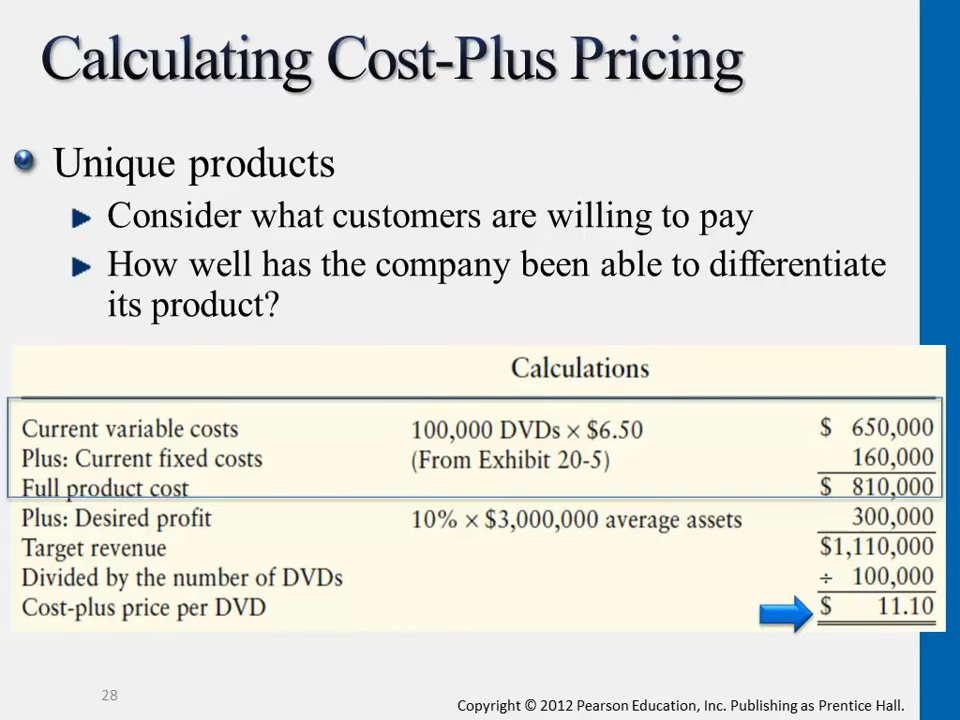 Calculating Cost-Plus Pricing
Unique products
Consider what customers are willing to pay
How well has the company been able to differentiate
its product?
Calculations
Current variable costs 100,000 DVDs × $6.50 $ 650,000
Plus: Current fixed costs (From Exhibit 20-5) 160,000
Full product cost $ 810,000
Plus: Desired profit 10% × $3,000,000 average assets 300,000
Target revenue $1,110,000
Divided by the number of DVDs ÷ 100,000
Cost-plus price per DVD $ 11.10
28
Copyright © 2012 Pearson Education, Inc. Publishing as Prentice Hall.